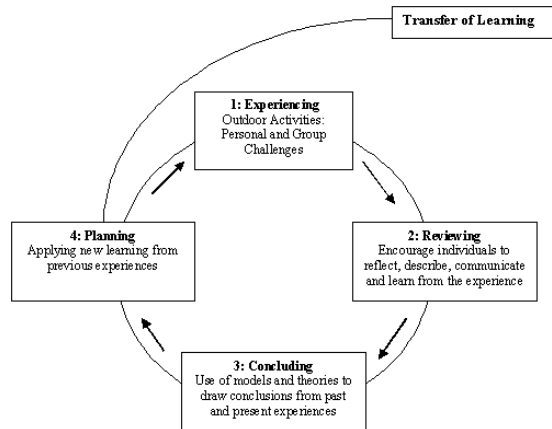 Transfer of Learning
1: Experiencing
Outdoor Activities:
Personal and Group
Challenges
2: Reviewing
Encourage individuals to
reflect, describe, communicate
and learn from the experience
3: Concluding
Use of models and theories to
draw conclusions from past
and present experiences
4: Planning
Applying new learning from
previous experiences